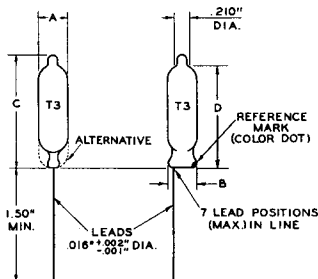 A
.210"
DIA.
C
T3
T3
D
ALTERNATIVE
REFERENCE
MARK
(COLOR DOT)
B
1.50"
MIN.
LEADS
.016" +.002" -.001" DIA.
7 LEAD POSITIONS
(MAX.) IN LINE